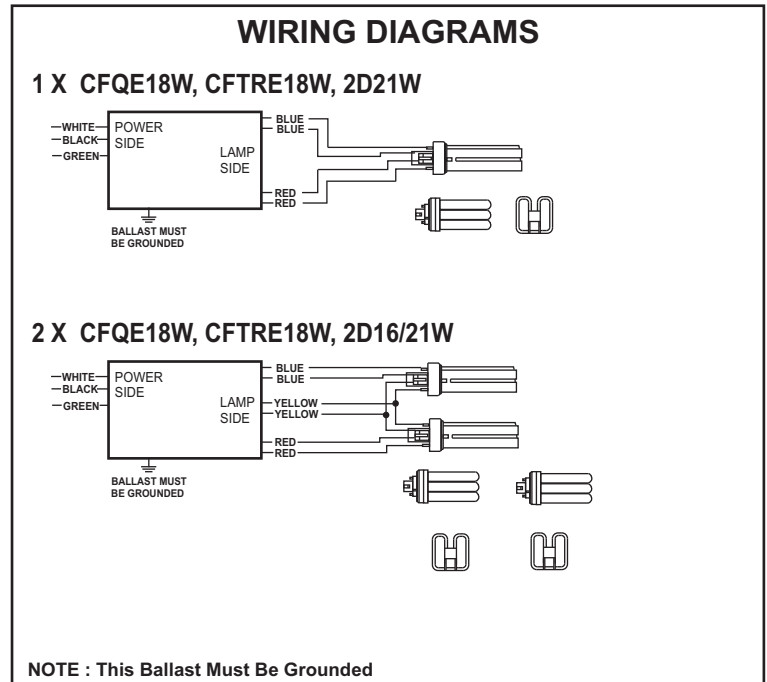 WIRING DIAGRAMS
1 X CFQE18W, CFTRE18W, 2D21W
WHITE
BLACK
GREEN
POWER
SIDE
LAMP
SIDE
BLUE
BLUE
RED
RED
BALLAST MUST
BE GROUNDED
2 X CFQE18W, CFTRE18W, 2D16/21W
WHITE
BLACK
GREEN
POWER
SIDE
LAMP
SIDE
BLUE
BLUE
YELLOW
YELLOW
RED
RED
BALLAST MUST
BE GROUNDED
NOTE : This Ballast Must Be Grounded